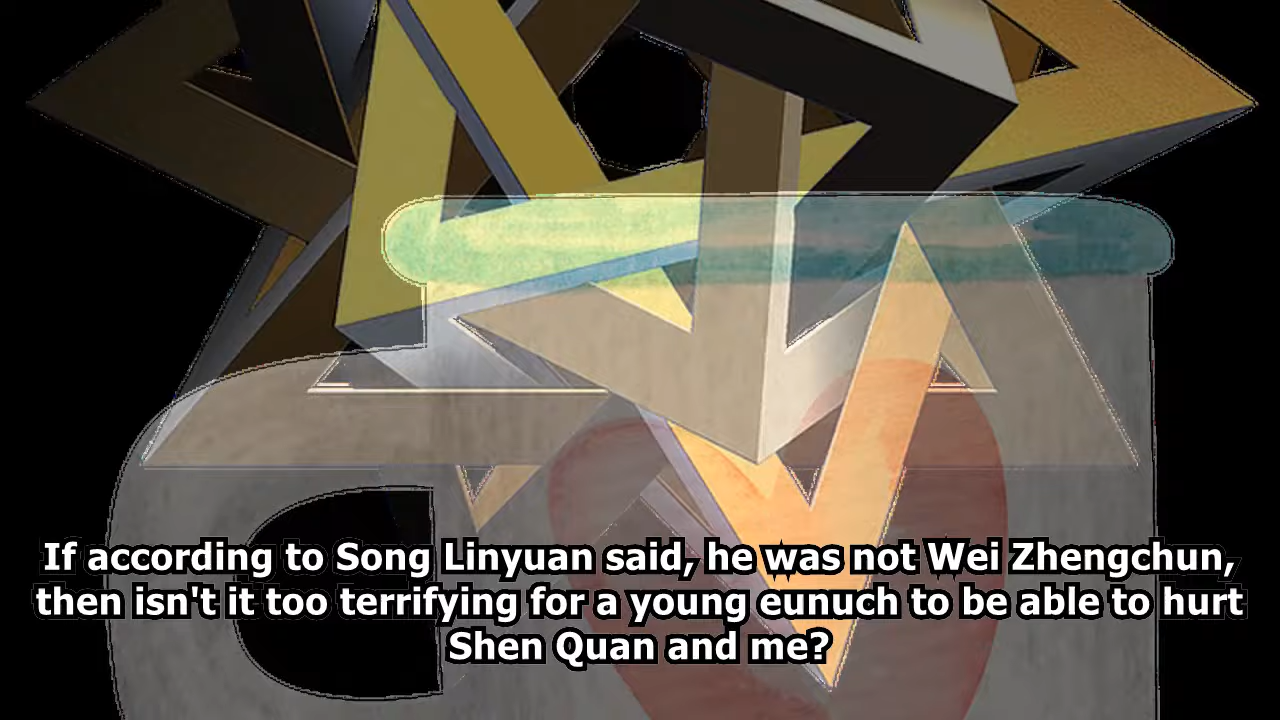 If according to Song Linyuan said, he was not Wei Zhengchun,
then isn't it too terrifying for a young eunuch to be able to hurt
Shen Quan and me?